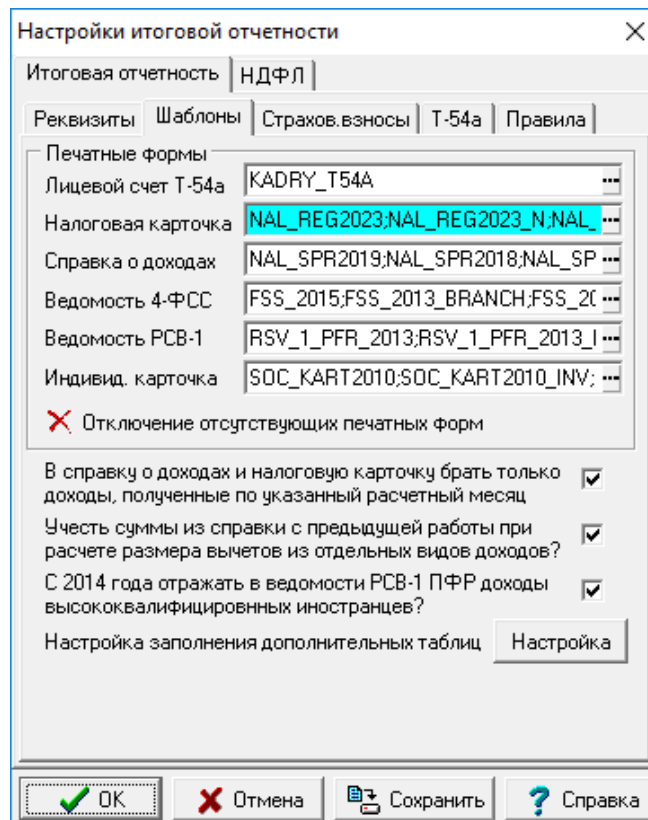 Настройки итоговой отчетности
Итоговая отчетность НДФЛ
Реквизиты Шаблоны Страхов.взносы Т-54а Правила
Печатные формы
Лицевой счет Т-54а KADRY_T54A
Налоговая карточка NAL_REG2023;NAL_REG2023_N;NAL_
Справка о доходах NAL_SPR2019;NAL_SPR2018;NAL_SP
Ведомость 4-ФСС FSS_2015;FSS_2013_BRANCH;FSS_20
Ведомость РСВ-1 RSV_1_PFR_2013;RSV_1_PFR_2013_I
Индивид. карточка SOC_KART2010;SOC_KART2010_INV;
Отключение отсутствующих печатных форм
В справку о доходах и налоговую карточку брать только
доходы, полученные по указанный расчетный месяц
Учесть суммы из справки с предыдущей работы при
расчете размера вычетов из отдельных видов доходов?
С 2014 года отражать в ведомости РСВ-1 ПФР доходы
высококвалифицировнных иностранцев?
Настройка заполнения дополнительных таблиц Настройка
OK Отмена Сохранить Справка